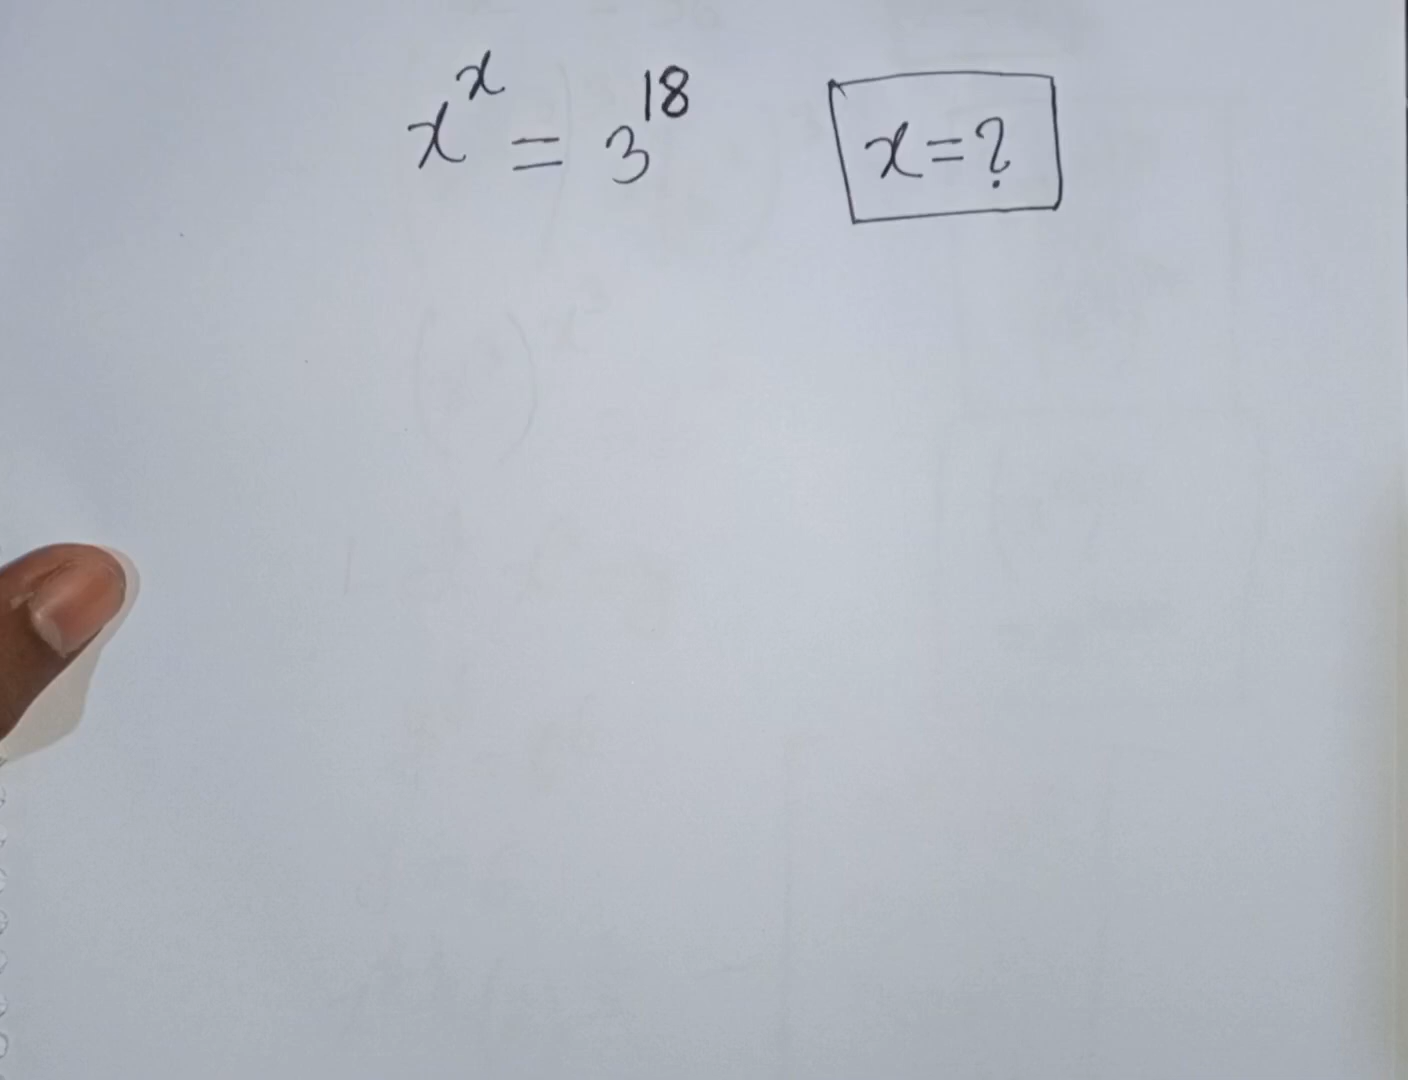 x^x = 3^18 x=?